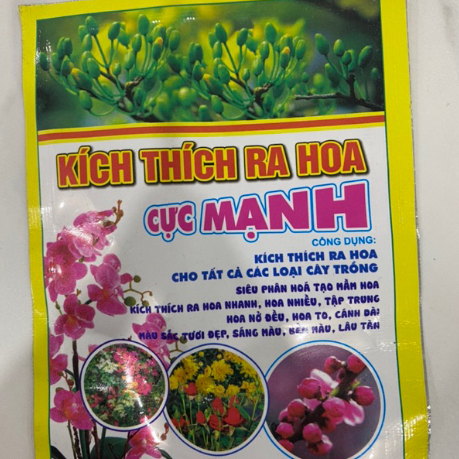 KÍCH THÍCH RA HOA
CỰC MẠNH
CÔNG DỤNG:
KÍCH THÍCH RA HOA
CHO TẤT CẢ CÁC LOẠI CÂY TRỒNG
SIÊU PHÂN HOÁ TẠO MẦM HOA
KÍCH THÍCH RA HOA NHANH, HOA NHIỀU, TẬP TRUNG
HOA NỞ ĐỀU, HOA TO, CÁNH DÀI
MÀU SẮC TƯƠI ĐẸP, SÁNG MÀU, BỀN MÀU, LÂU TÀN